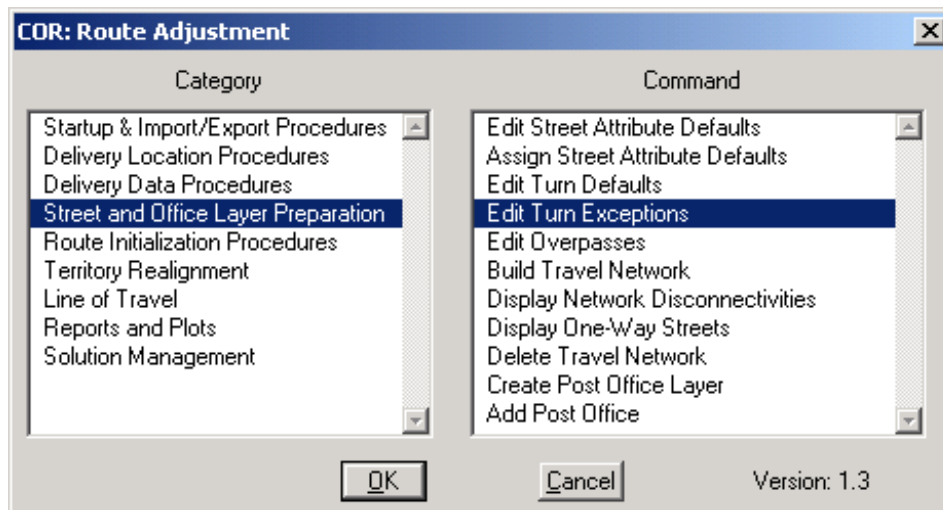 COR: Route Adjustment
Category
Startup & Import/Export Procedures
Delivery Location Procedures
Delivery Data Procedures
Street and Office Layer Preparation
Route Initialization Procedures
Territory Realignment
Line of Travel
Reports and Plots
Solution Management
Command
Edit Street Attribute Defaults
Assign Street Attribute Defaults
Edit Turn Defaults
Edit Turn Exceptions
Edit Overpasses
Build Travel Network
Display Network Disconnectivities
Display One-Way Streets
Delete Travel Network
Create Post Office Layer
Add Post Office
OK
Cancel
Version: 1.3